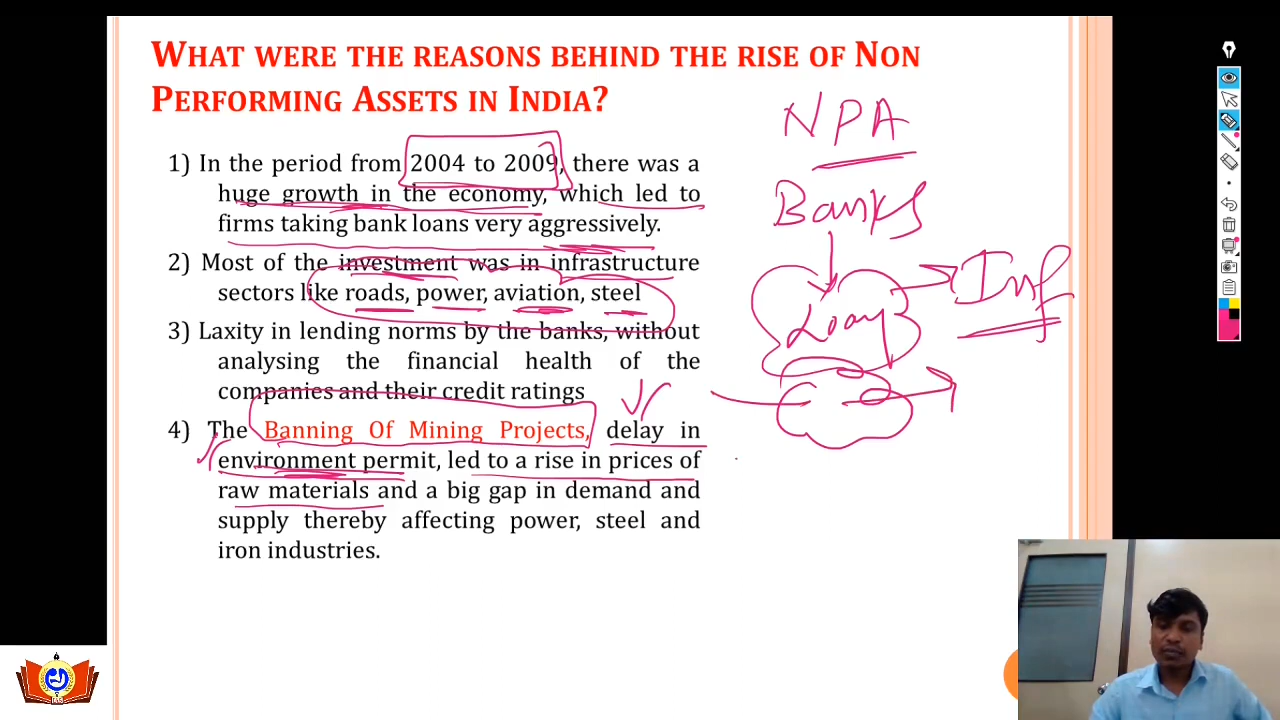 WHAT WERE THE REASONS BEHIND THE RISE OF NON
PERFORMING ASSETS IN INDIA?
1) In the period from 2004 to 2009, there was a
huge growth in the economy, which led to
firms taking bank loans very aggressively.
2) Most of the investment was in infrastructure
sectors like roads, power, aviation, steel
3) Laxity in lending norms by the banks, without
analysing the financial health of the
companies and their credit ratings
4) The Banning Of Mining Projects, delay in
environment permit, led to a rise in prices of
raw materials and a big gap in demand and
supply thereby affecting power, steel and
iron industries.
NPA
Banks
Loan
Inf